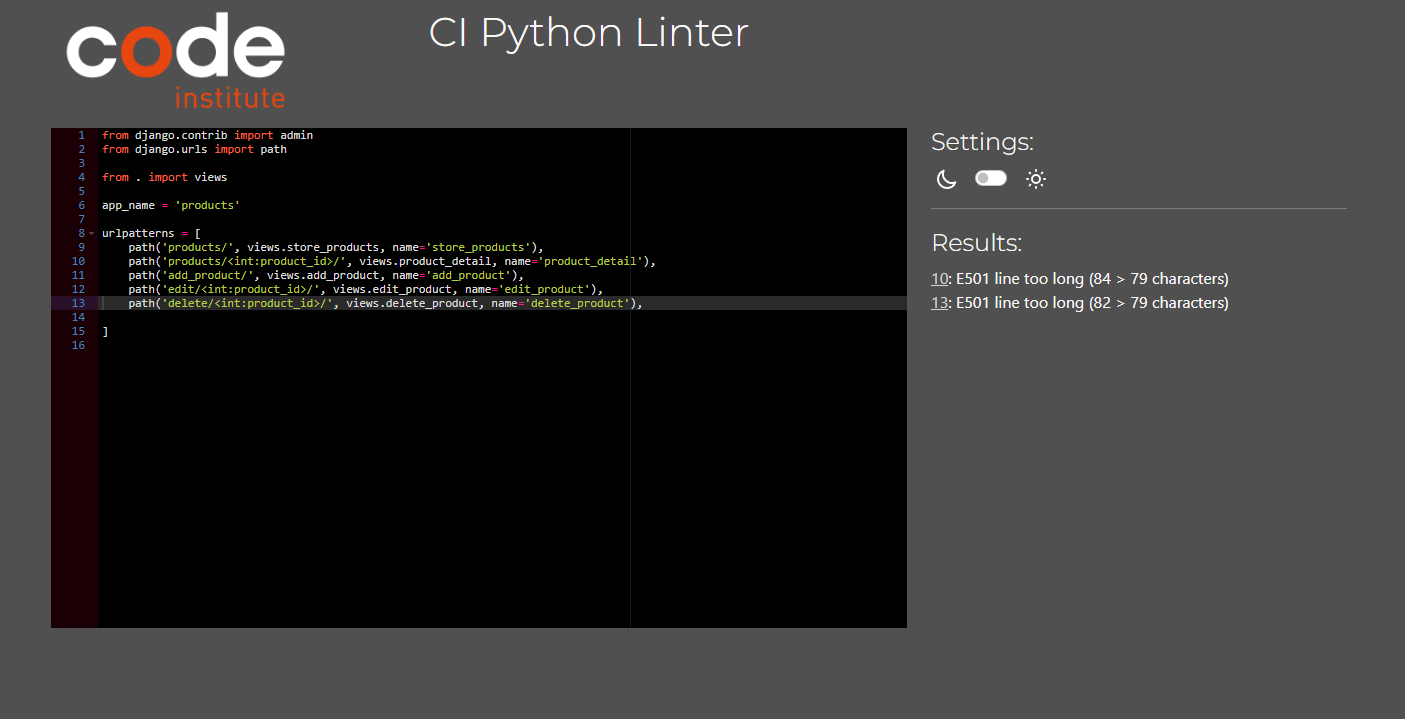 code
institute
CI Python Linter
1 from django.contrib import admin
2 from django.urls import path
3
4 from . import views
5
6 app_name = 'products'
7
8 urlpatterns = [
9     path('products/', views.store_products, name='store_products'),
10     path('products/<int:product_id>/', views.product_detail, name='product_detail'),
11     path('add_product/', views.add_product, name='add_product'),
12     path('edit/<int:product_id>/', views.edit_product, name='edit_product'),
13     path('delete/<int:product_id>/', views.delete_product, name='delete_product'),
14
15 ]
16
Settings:
Results:
10: E501 line too long (84 > 79 characters)
13: E501 line too long (82 > 79 characters)